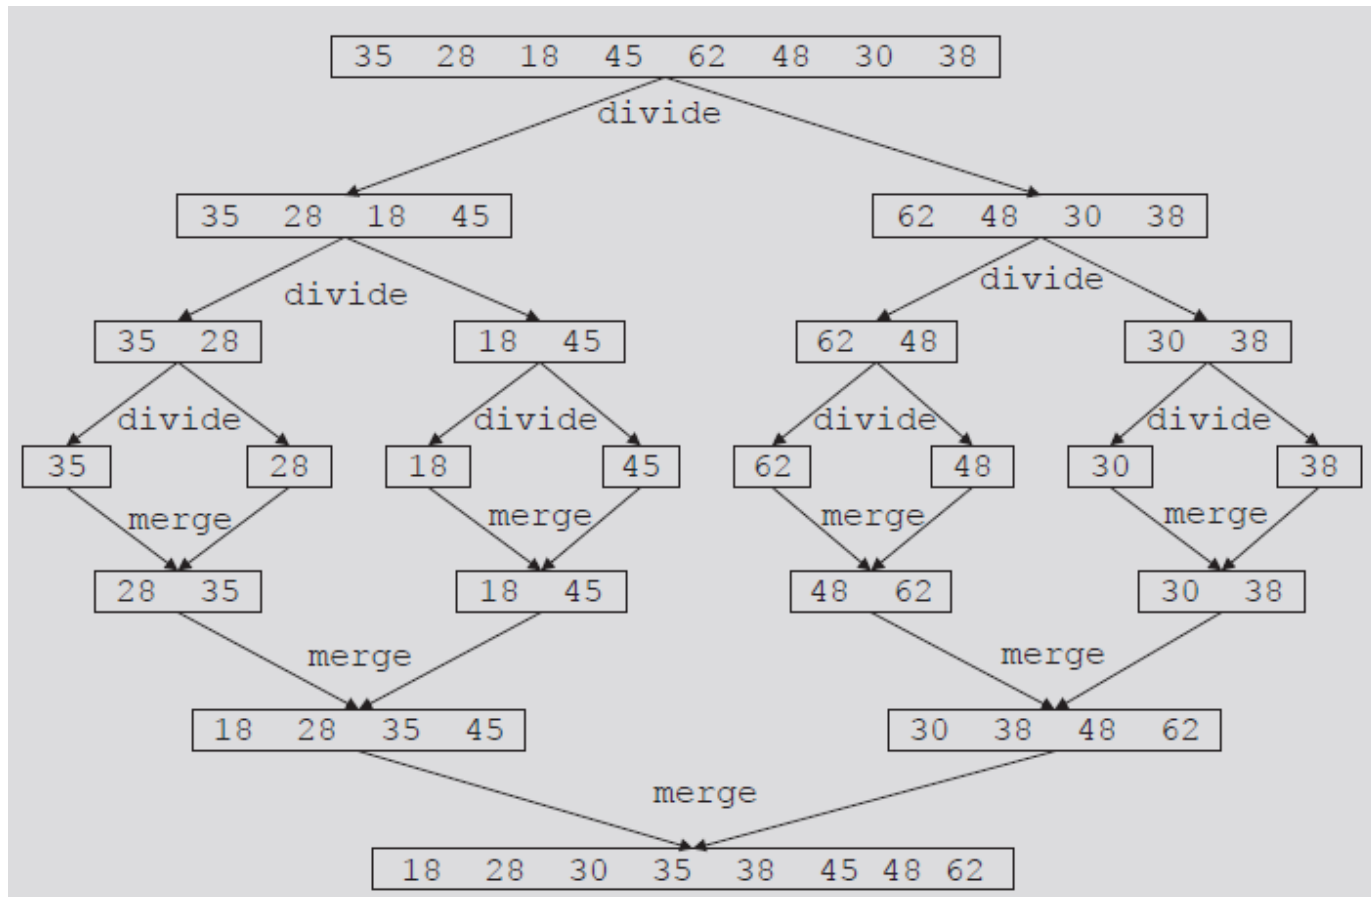 35 28 18 45 62 48 30 38
divide
35 28 18 45
62 48 30 38
divide
divide
35 28
18 45
62 48
30 38
divide
divide
divide
divide
35
28
18
45
62
48
30
38
merge
merge
merge
merge
28 35
18 45
48 62
30 38
merge
merge
18 28 35 45
30 38 48 62
merge
18 28 30 35 38 45 48 62